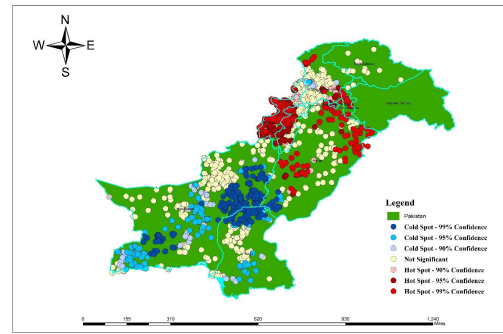 N
W E
S
Legend
Pakistan
Cold Spot - 99% Confidence
Cold Spot - 95% Confidence
Cold Spot - 90% Confidence
Not Significant
Hot Spot - 90% Confidence
Hot Spot - 95% Confidence
Hot Spot - 99% Confidence
0 155 310 620 930 1,240
Miles